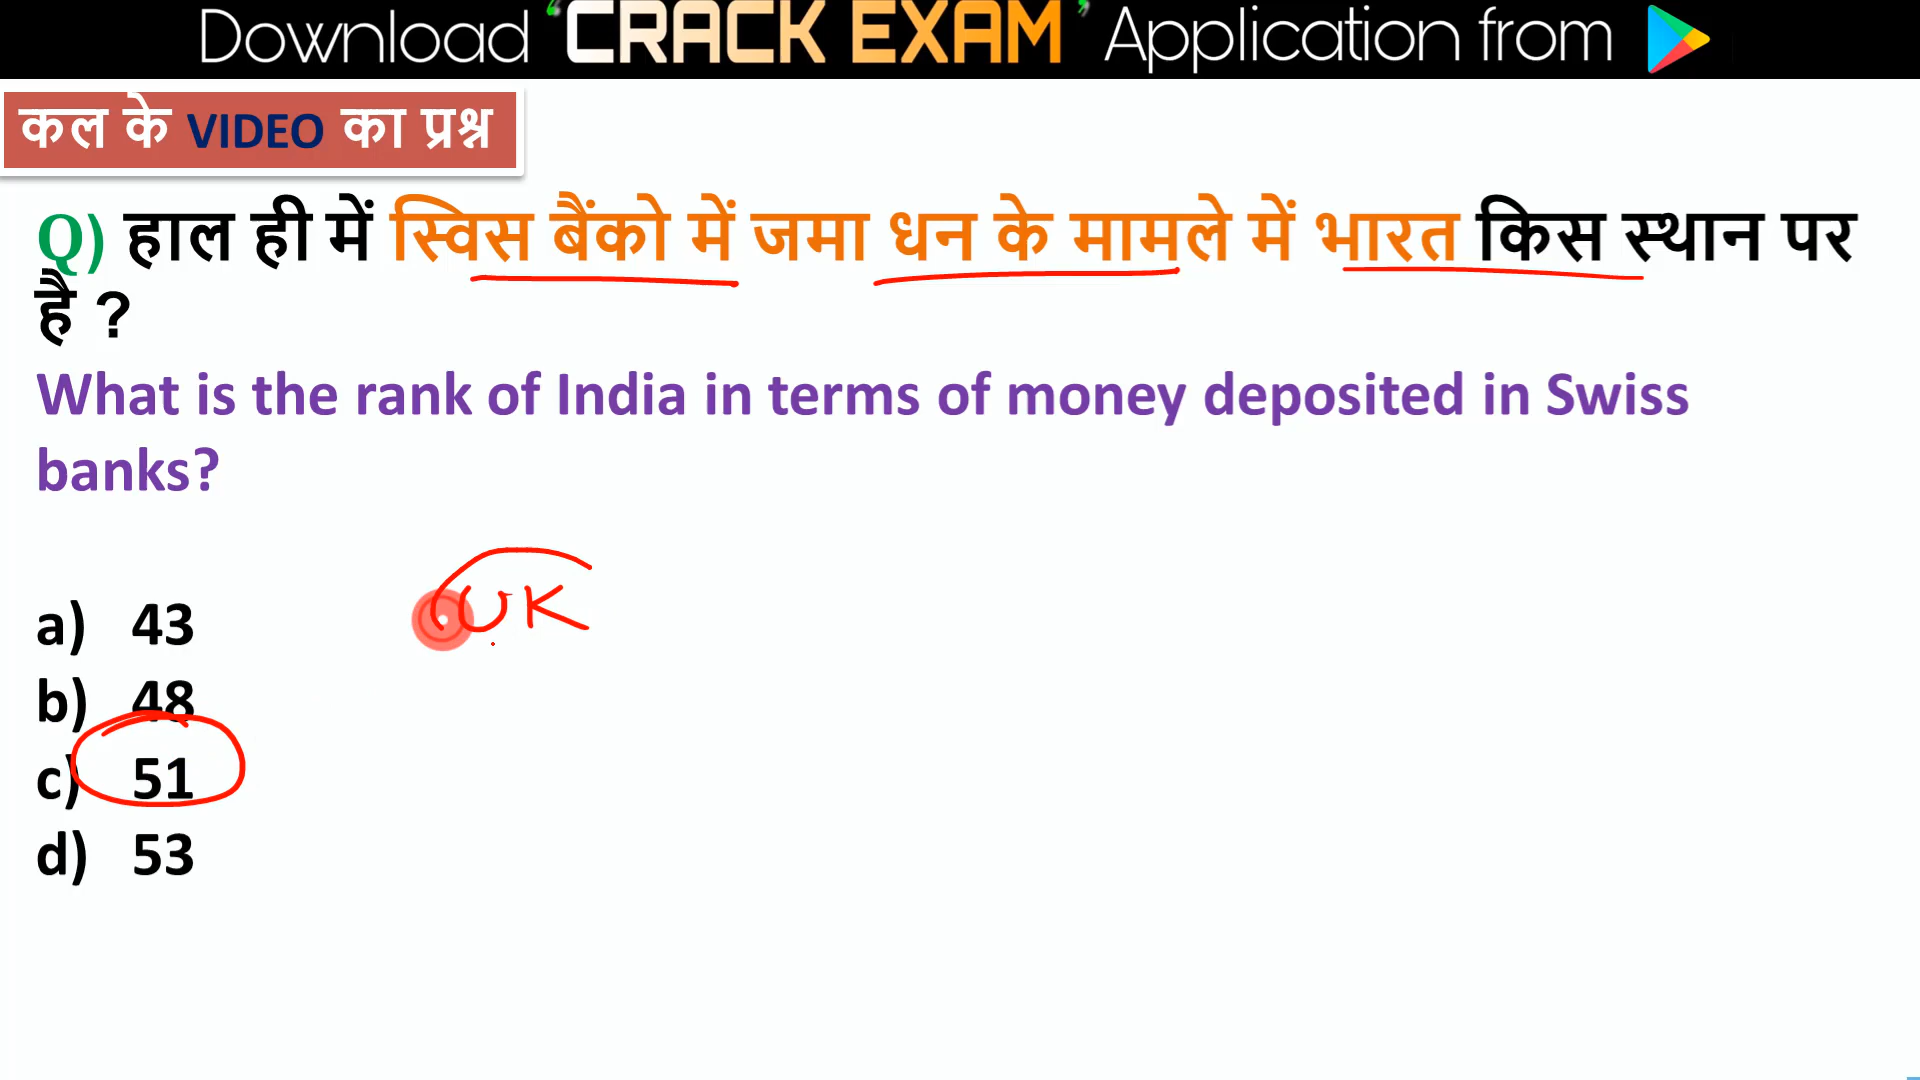 Download ‘CRACK EXAM’ Application from
कल के VIDEO का प्रश्न
Q) हाल ही में स्विस बैंको में जमा धन के मामले में भारत किस स्थान पर
है ?
What is the rank of India in terms of money deposited in Swiss
banks?
UK
a) 43
b) 48
c) 51
d) 53